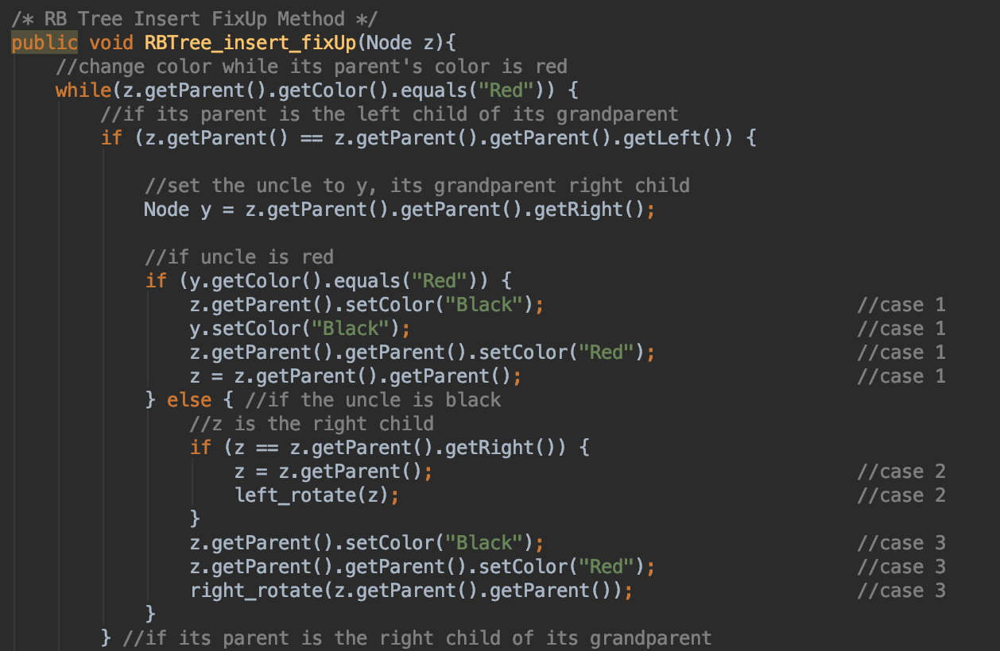 /* RB Tree Insert FixUp Method */
public void RBTree_insert_fixUp(Node z){
    //change color while its parent's color is red
    while(z.getParent().getColor().equals("Red")) {
        //if its parent is the left child of its grandparent
        if (z.getParent() == z.getParent().getParent().getLeft()) {
            //set the uncle to y, its grandparent right child
            Node y = z.getParent().getParent().getRight();
            //if uncle is red
            if (y.getColor().equals("Red")) {
                z.getParent().setColor("Black");                            //case 1
                y.setColor("Black");                                        //case 1
                z.getParent().getParent().setColor("Red");                  //case 1
                z = z.getParent().getParent();                              //case 1
            } else { //if the uncle is black
                //z is the right child
                if (z == z.getParent().getRight()) {
                    z = z.getParent();                                      //case 2
                    left_rotate(z);                                         //case 2
                }
                z.getParent().setColor("Black");                            //case 3
                z.getParent().getParent().setColor("Red");                  //case 3
                right_rotate(z.getParent().getParent());                    //case 3
            }
        } //if its parent is the right child of its grandparent